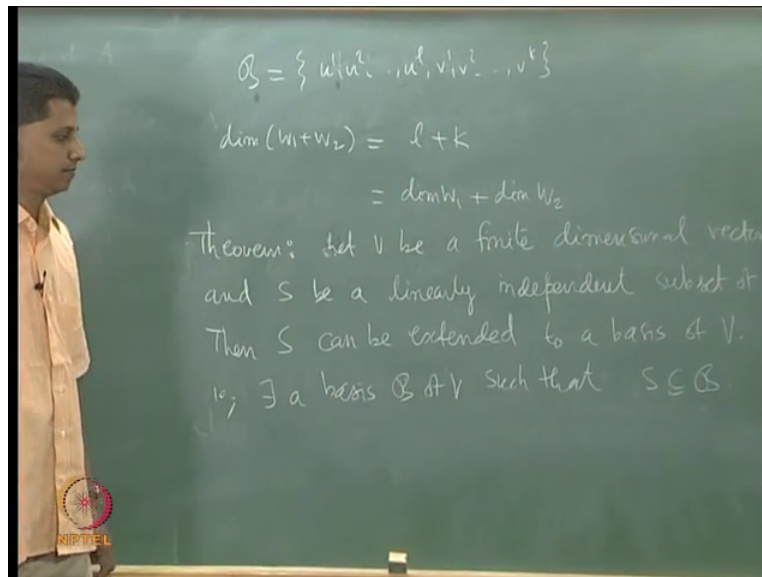 ℬ = { u¹, u², . . ., uˡ, v¹, v², . . ., vᵏ}
dim (W₁+W₂) = l + k
= dim W₁ + dim W₂
Theorem: Let V be a finite dimensional vector
and S be a linearly independent subset of
Then S can be extended to a basis of V.
ie; ∃ a basis ℬ of V such that S ⊆ ℬ
NPTEL